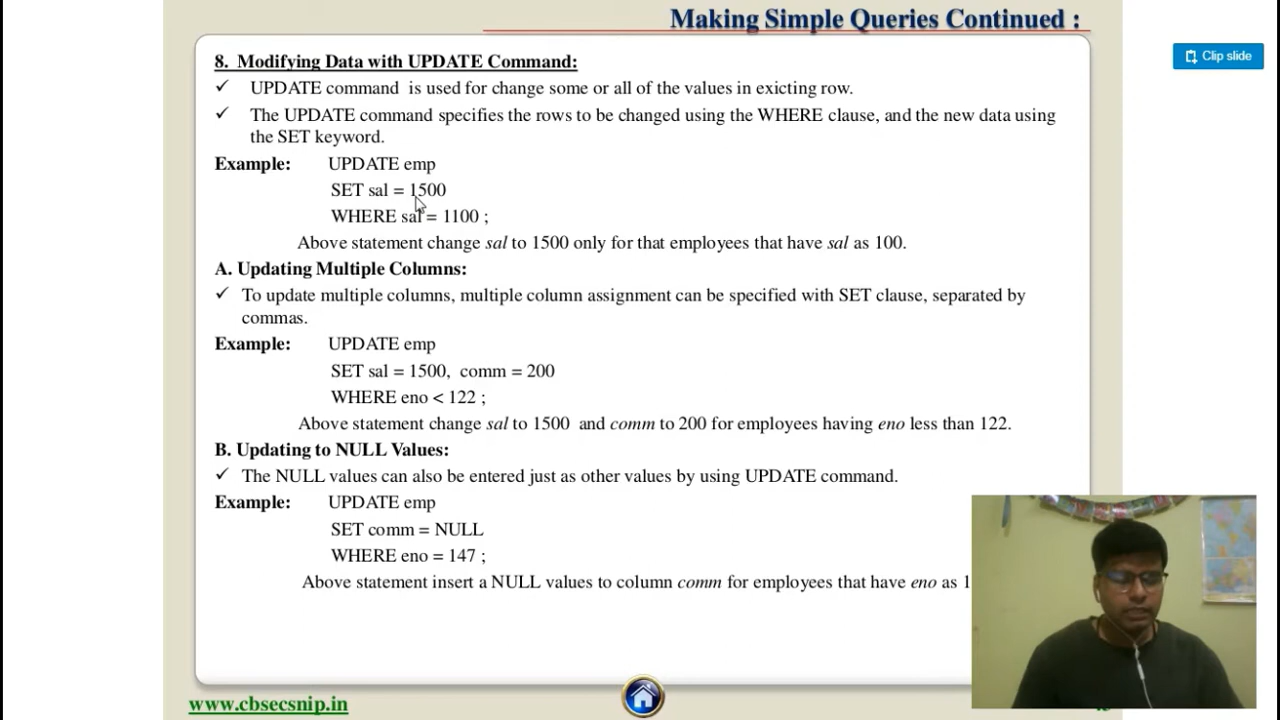 Making Simple Queries Continued :
Clip slide
8. Modifying Data with UPDATE Command:
✓ UPDATE command is used for change some or all of the values in exicting row.
✓ The UPDATE command specifies the rows to be changed using the WHERE clause, and the new data using
the SET keyword.
Example: UPDATE emp
SET sal = 1500
WHERE sal = 1100 ;
Above statement change sal to 1500 only for that employees that have sal as 100.
A. Updating Multiple Columns:
✓ To update multiple columns, multiple column assignment can be specified with SET clause, separated by
commas.
Example: UPDATE emp
SET sal = 1500, comm = 200
WHERE eno < 122 ;
Above statement change sal to 1500 and comm to 200 for employees having eno less than 122.
B. Updating to NULL Values:
✓ The NULL values can also be entered just as other values by using UPDATE command.
Example: UPDATE emp
SET comm = NULL
WHERE eno = 147 ;
Above statement insert a NULL values to column comm for employees that have eno as 1
www.cbsecsnip.in